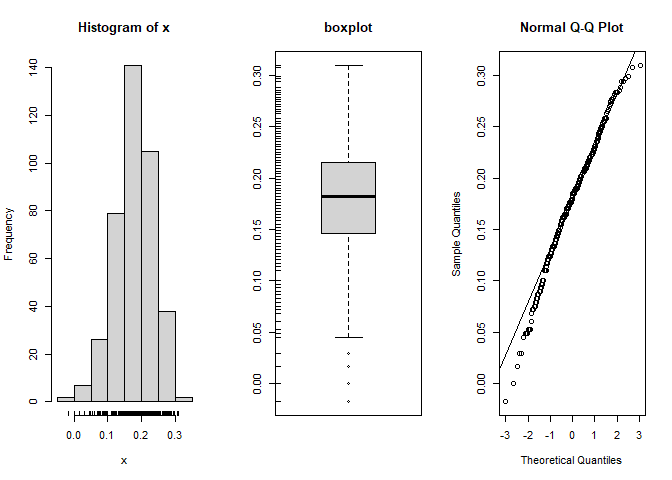 Histogram of x
Frequency
0
20
40
60
80
100
120
140
0.0 0.1 0.2 0.3
x
boxplot
0.00
0.05
0.10
0.15
0.20
0.25
0.30
Normal Q-Q Plot
Sample Quantiles
0.00
0.05
0.10
0.15
0.20
0.25
0.30
-3 -2 -1 0 1 2 3
Theoretical Quantiles